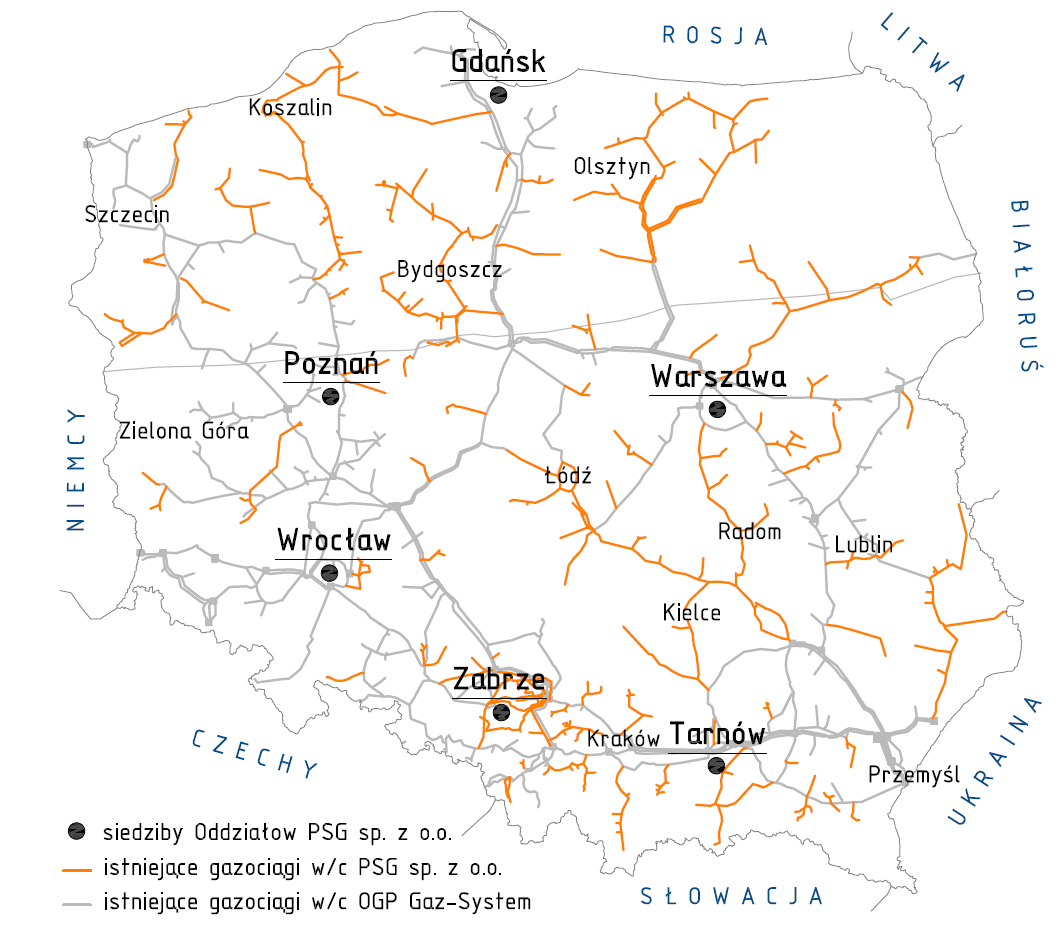 ROSJA
LITWA
Gdańsk
Koszalin
Olsztyn
Szczecin
BIAŁORUŚ
Bydgoszcz
Poznań
Warszawa
NIEMCY
Zielona Góra
Łódź
Wrocław
Radom
Lublin
Kielce
Zabrze
Kraków
Tarnów
CZECHY
Przemyśl
UKRAINA
siedziby Oddziałow PSG sp. z o.o.
istniejące gazociągi w/c PSG sp. z o.o.
istniejące gazociągi w/c OGP Gaz-System
SŁOWACJA